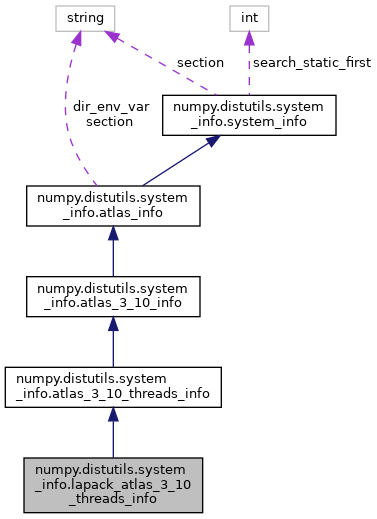 string
int
section
search_static_first
dir_env_var
section
numpy.distutils.system
_info.system_info
numpy.distutils.system
_info.atlas_info
numpy.distutils.system
_info.atlas_3_10_info
numpy.distutils.system
_info.atlas_3_10_threads_info
numpy.distutils.system
_info.lapack_atlas_3_10
_threads_info